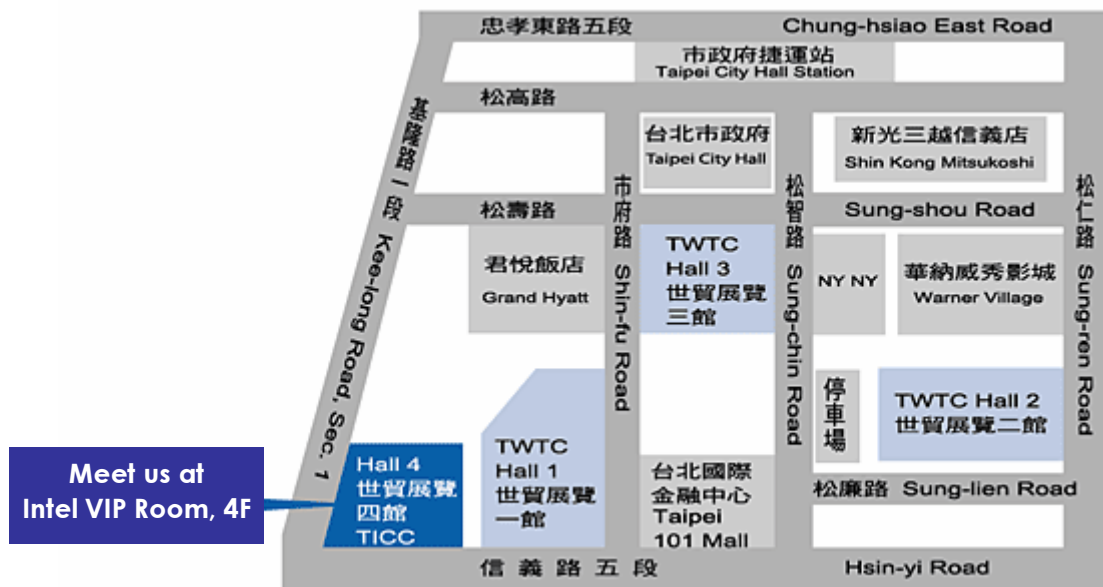 忠孝東路五段 Chung-hsiao East Road
市政府捷運站
Taipei City Hall Station
松高路
基隆路一段 Kee-long Road, Sec. 1
台北市政府
Taipei City Hall
新光三越信義店
Shin Kong Mitsukoshi
市府路 Shin-fu Road
松智路 Sung-chin Road
松仁路 Sung-ren Road
松壽路 Sung-shou Road
君悅飯店
Grand Hyatt
TWTC
Hall 3
世貿展覽
三館
NY NY
華納威秀影城
Warner Village
Meet us at
Intel VIP Room, 4F
Hall 4
世貿展覽
四館
TICC
TWTC
Hall 1
世貿展覽
一館
台北國際
金融中心
Taipei
101 Mall
停
車
場
TWTC Hall 2
世貿展覽二館
松廉路 Sung-lien Road
信義路五段 Hsin-yi Road